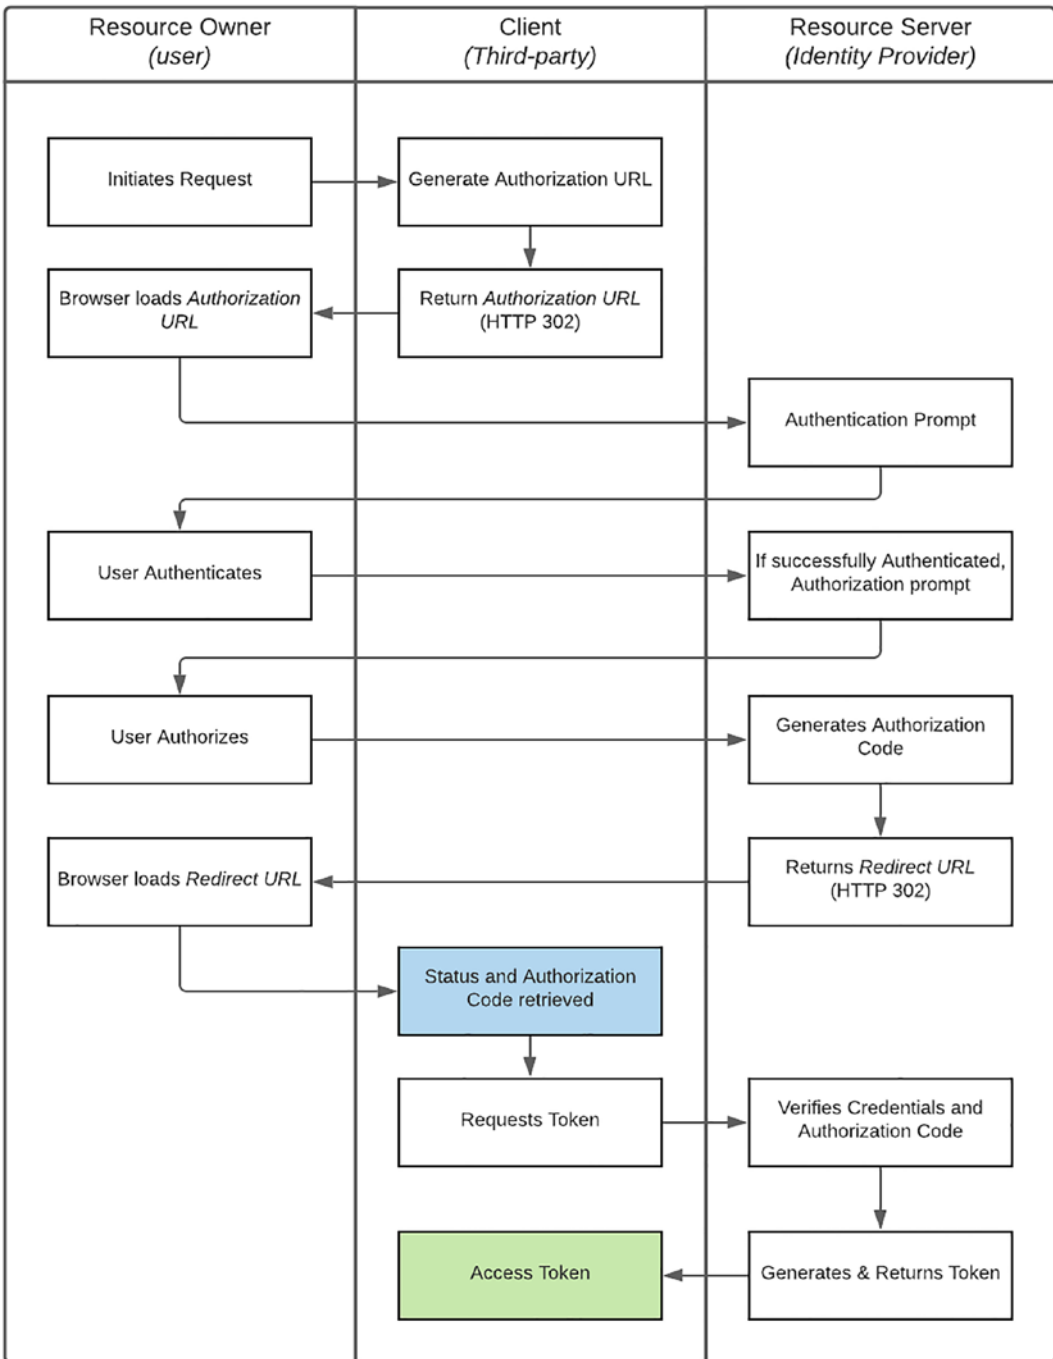 Resource Owner
(user)
Client
(Third-party)
Resource Server
(Identity Provider)
Initiates Request
Generate Authorization URL
Browser loads Authorization
URL
Return Authorization URL
(HTTP 302)
Authentication Prompt
User Authenticates
If successfully Authenticated,
Authorization prompt
User Authorizes
Generates Authorization
Code
Browser loads Redirect URL
Returns Redirect URL
(HTTP 302)
Status and Authorization
Code retrieved
Requests Token
Verifies Credentials and
Authorization Code
Access Token
Generates & Returns Token